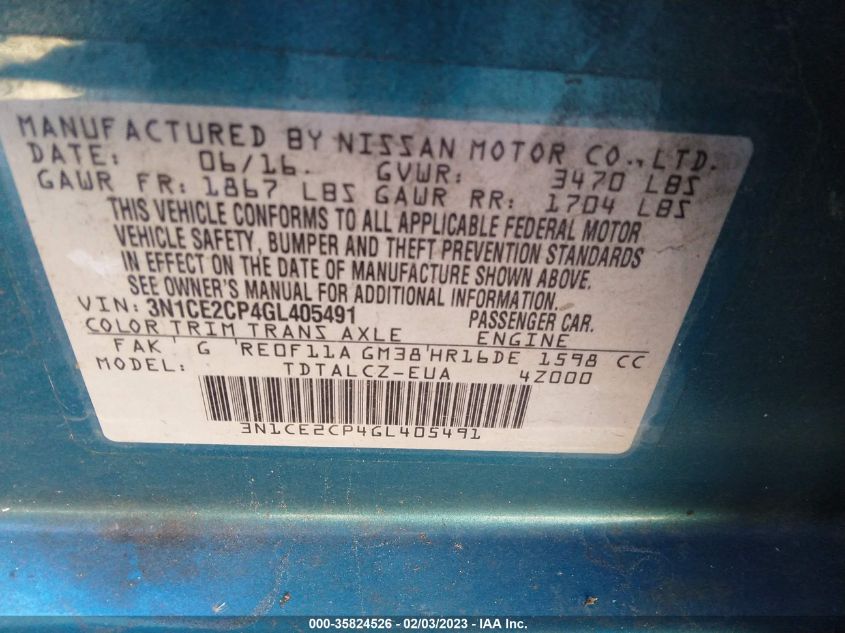 MANUFACTURED BY NISSAN MOTOR CO., LTD.
DATE: 06/16. GVWR: 3470 LBS
GAWR FR: 1867 LBS GAWR RR: 1704 LBS
THIS VEHICLE CONFORMS TO ALL APPLICABLE FEDERAL MOTOR
VEHICLE SAFETY, BUMPER AND THEFT PREVENTION STANDARDS
IN EFFECT ON THE DATE OF MANUFACTURE SHOWN ABOVE.
SEE OWNER'S MANUAL FOR ADDITIONAL INFORMATION.
VIN: 3N1CE2CP4GL405491 PASSENGER CAR.
COLOR TRIM TRANS AXLE ENGINE
FAK G RE0F11A GM38 HR16DE 1598 CC
MODEL: TDTALCZ-EUA 4Z000
3N1CE2CP4GL405491
000-35824526 - 02/03/2023 - IAA Inc.